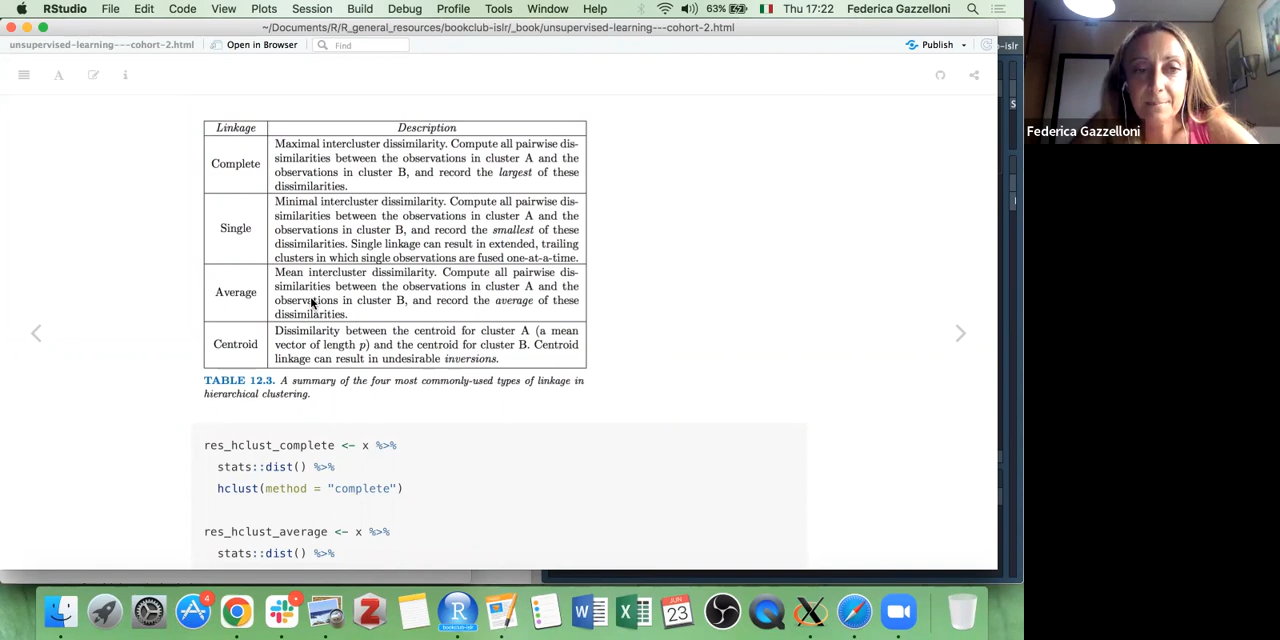 RStudio File Edit Code View Plots Session Build Debug Profile Tools Window Help 63% Thu 17:22 Federica Gazzelloni
~/Documents/R/R_general_resources/bookclub-islr/_book/unsupervised-learning---cohort-2.html
unsupervised-learning---cohort-2.html Open in Browser Find Publish
-islr
Linkage Description
Complete
Maximal intercluster dissimilarity. Compute all pairwise dis-
similarities between the observations in cluster A and the
observations in cluster B, and record the largest of these
dissimilarities.
Single
Minimal intercluster dissimilarity. Compute all pairwise dis-
similarities between the observations in cluster A and the
observations in cluster B, and record the smallest of these
dissimilarities. Single linkage can result in extended, trailing
clusters in which single observations are fused one-at-a-time.
Average
Mean intercluster dissimilarity. Compute all pairwise dis-
similarities between the observations in cluster A and the
observations in cluster B, and record the average of these
dissimilarities.
Centroid
Dissimilarity between the centroid for cluster A (a mean
vector of length p) and the centroid for cluster B. Centroid
linkage can result in undesirable inversions.
TABLE 12.3. A summary of the four most commonly-used types of linkage in
hierarchical clustering.
res_hclust_complete <- x %>%
stats::dist() %>%
hclust(method = "complete")
res_hclust_average <- x %>%
stats::dist() %>%
Federica Gazzelloni
4
JUN
23
R
bookclub-islr